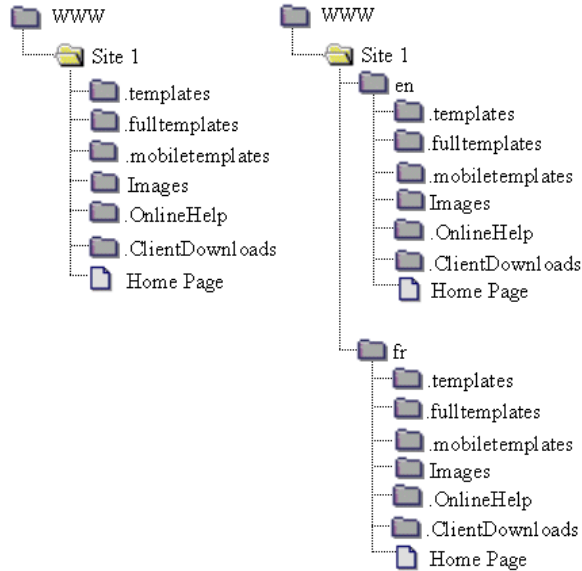 WWW
Site 1
.templates
.fulltemplates
.mobiletemplates
Images
.OnlineHelp
.ClientDownloads
Home Page
WWW
Site 1
en
.templates
.fulltemplates
.mobiletemplates
Images
.OnlineHelp
.ClientDownloads
Home Page
fr
.templates
.fulltemplates
.mobiletemplates
Images
.OnlineHelp
.ClientDownloads
Home Page